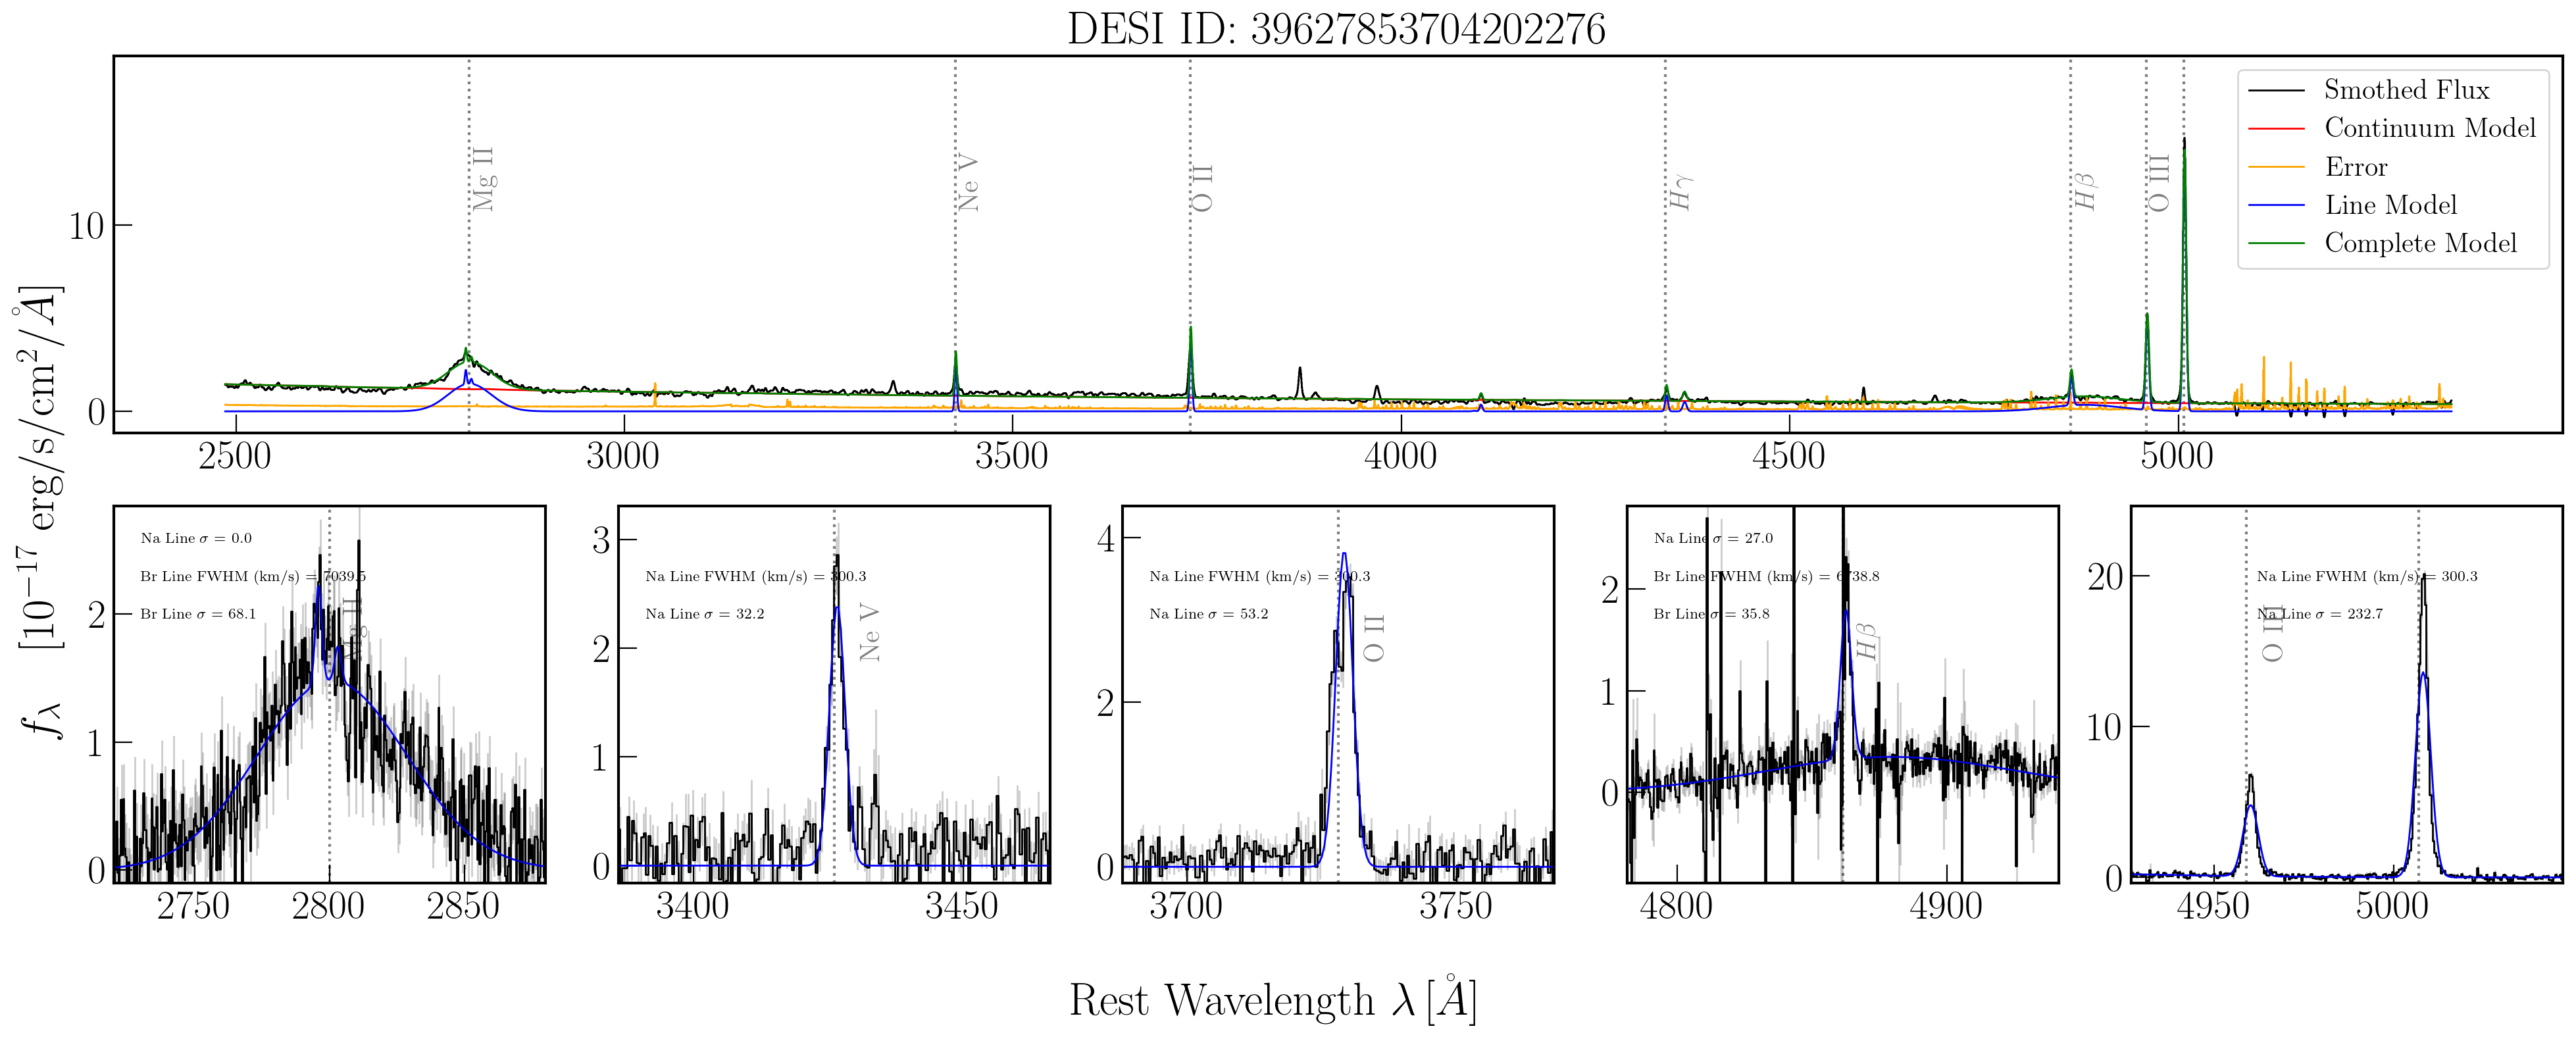 DESI ID: 39627853704202276
Smothed Flux
Continuum Model
Error
Line Model
Complete Model
Mg II
Ne V
O II
Hγ
Hβ
O III
10
0
2500
3000
3500
4000
4500
5000
f_λ [10⁻¹⁷ erg/s/cm²/Å]
Na Line σ = 0.0
Br Line FWHM (km/s) = 7039.5
Br Line σ = 68.1
Mg II
2
1
0
2750
2800
2850
Na Line FWHM (km/s) = 300.3
Na Line σ = 32.2
Ne V
3
2
1
0
3400
3450
Na Line FWHM (km/s) = 300.3
Na Line σ = 53.2
O II
4
2
0
3700
3750
Na Line σ = 27.0
Br Line FWHM (km/s) = 6738.8
Br Line σ = 35.8
Hβ
2
1
0
4800
4900
Na Line FWHM (km/s) = 300.3
Na Line σ = 232.7
O III
20
10
0
4950
5000
Rest Wavelength λ [Å]